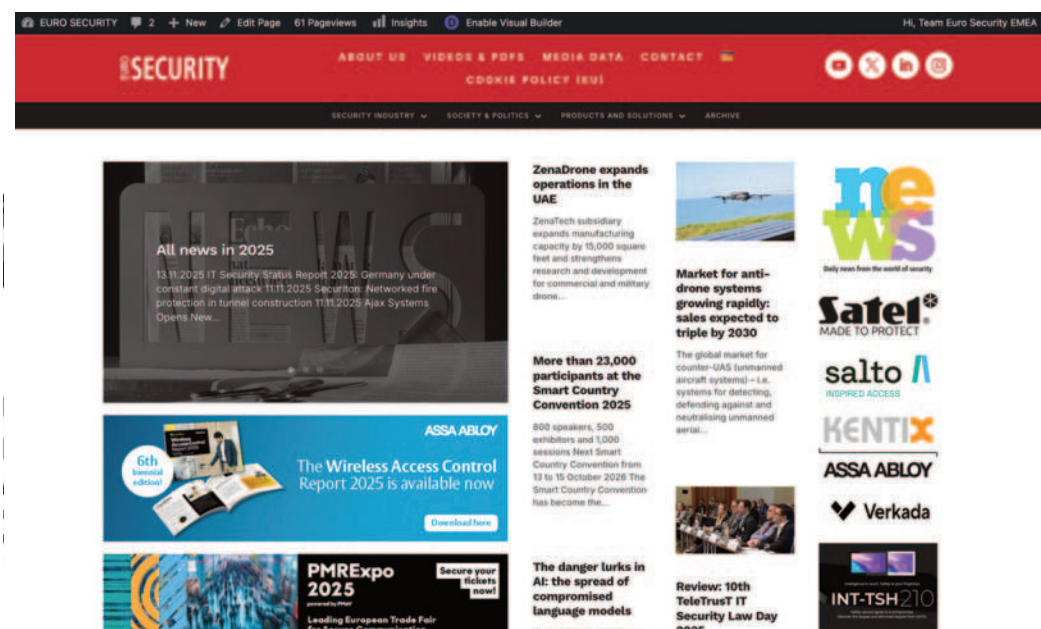 EURO SECURITY 2 + New Edit Page 61 Pageviews Insights Enable Visual Builder Hi, Team Euro Security EMEA
EURO SECURITY
ABOUT US VIDEOS & PDFS MEDIA DATA CONTACT
COOKIE POLICY (EU)
SECURITY INDUSTRY SOCIETY & POLITICS PRODUCTS AND SOLUTIONS ARCHIVE
NEWS
All news in 2025
13.11.2025 IT Security Status Report 2025: Germany under
constant digital attack 11.11.2025 Securiton: Networked fire
protection in tunnel construction 11.11.2025 Ajax Systems
Opens New...
ASSA ABLOY
6th
biennial
edition!
The Wireless Access Control
Report 2025 is available now
Download here
PMRExpo
2025
powered by PMeV
Secure your
tickets
now!
Leading European Trade Fair
for Secure Communication
ZenaDrone expands
operations in the
UAE
ZenaTech subsidiary
expands manufacturing
capacity by 15,000 square
feet and strengthens
research and development
for commercial and military
drone...
More than 23,000
participants at the
Smart Country
Convention 2025
800 speakers, 500
exhibitors and 1,000
sessions Next Smart
Country Convention from
13 to 15 October 2026 The
Smart Country Convention
has become the...
The danger lurks in
AI: the spread of
compromised
language models
Market for anti-
drone systems
growing rapidly:
sales expected to
triple by 2030
The global market for
counter-UAS (unmanned
aircraft systems) – i.e.
systems for detecting,
defending against and
neutralising unmanned
aerial...
Review: 10th
TeleTrusT IT
Security Law Day
2025
news
Daily news from the world of security
Satel®
MADE TO PROTECT
salto
INSPIRED ACCESS
KENTIX
ASSA ABLOY
Verkada
INT-TSH210